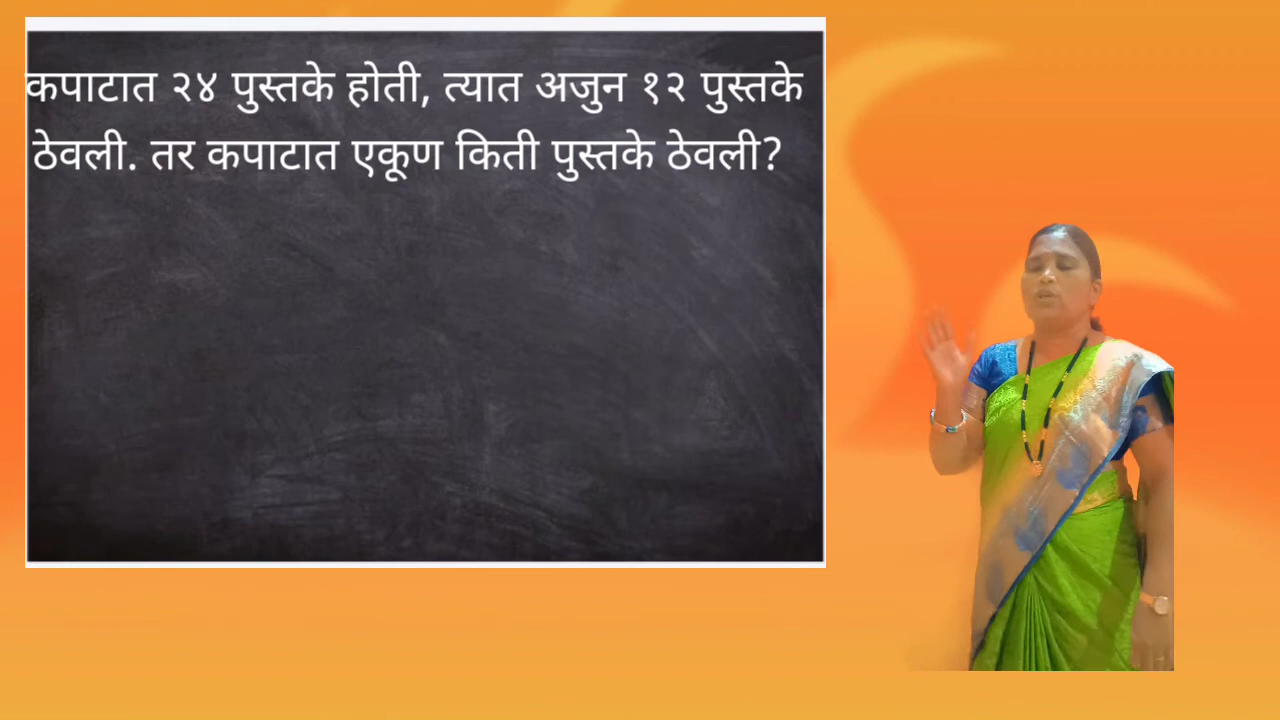 कपाटात २४ पुस्तके होती, त्यात अजुन १२ पुस्तके
ठेवली. तर कपाटात एकूण किती पुस्तके ठेवली?